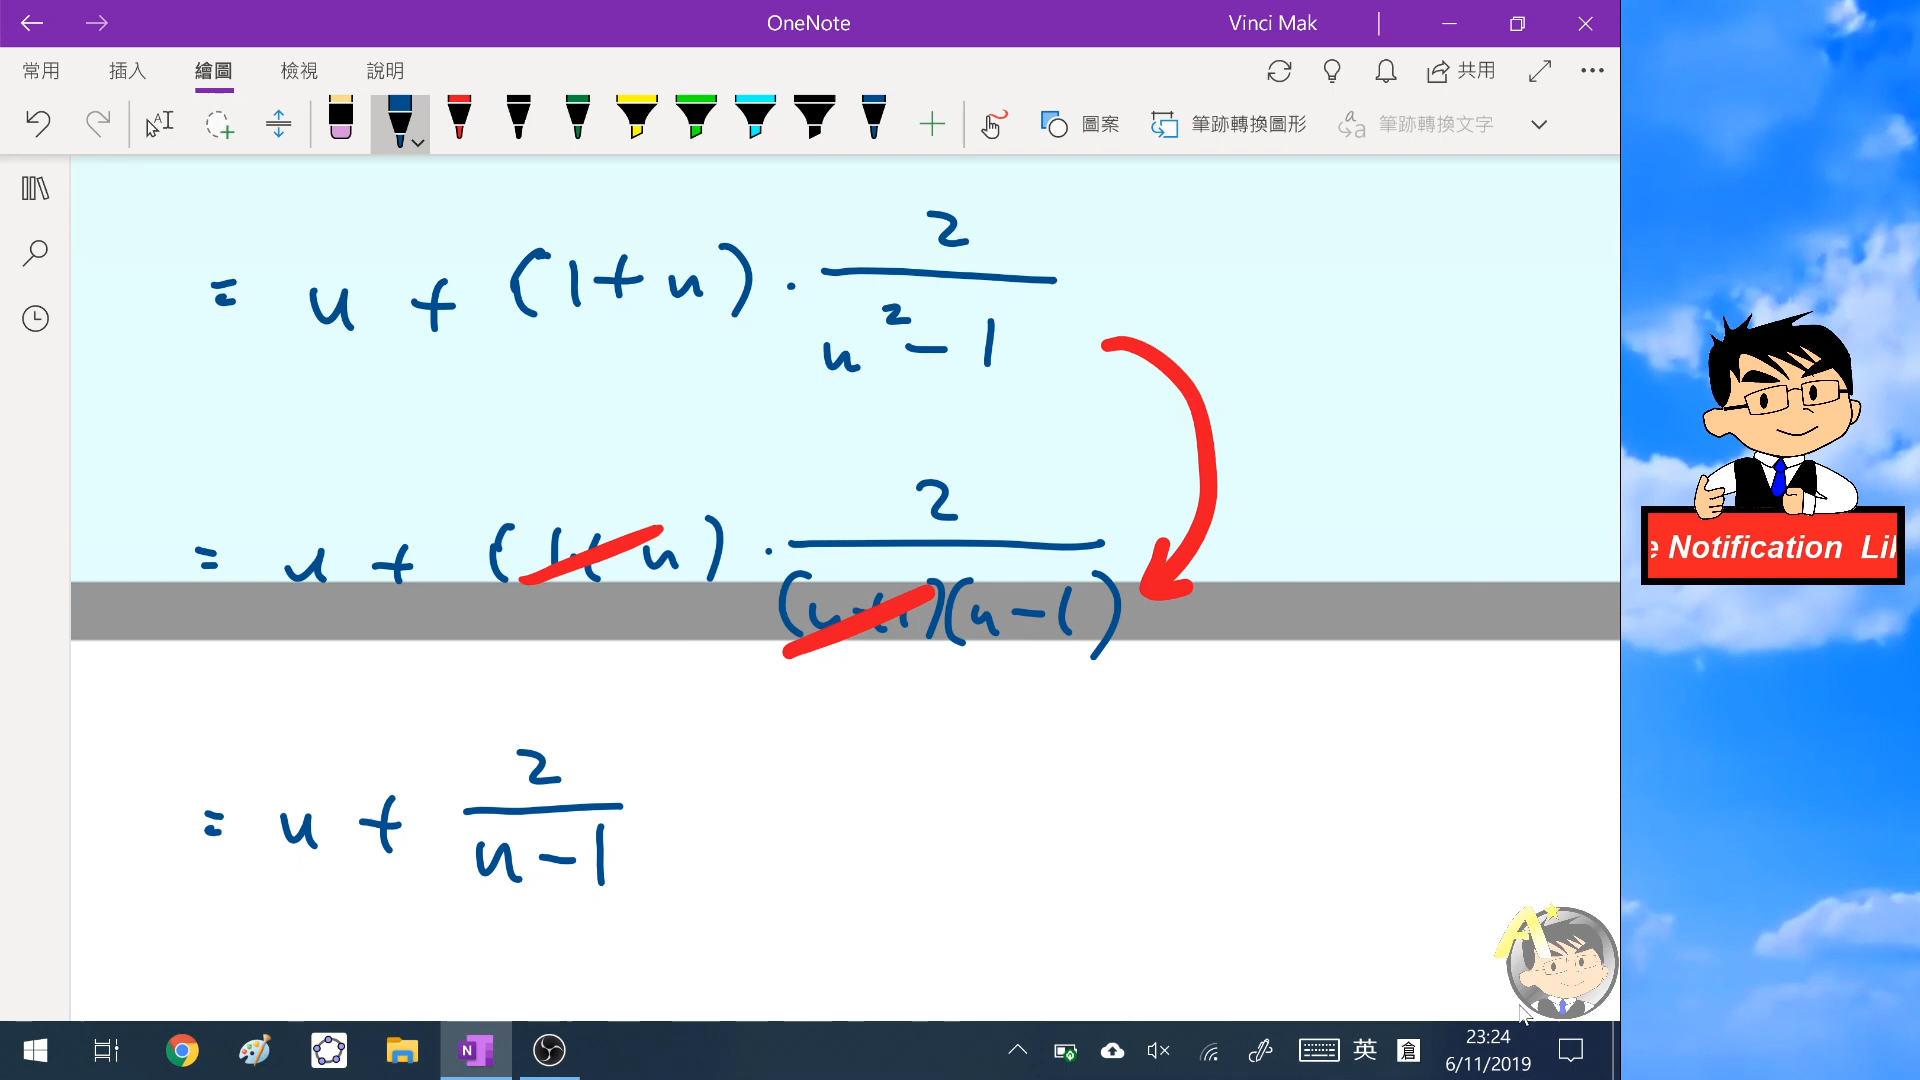 OneNote
Vinci Mak
常用 插入 繪圖 檢視 說明
共用
圖案 筆跡轉換圖形 筆跡轉換文字
= u + (1+u) · 2/(u²-1)
= u + (1+u) · 2/((u+1)(u-1))
= u + 2/(u-1)
e Notification Lik
A
英 倉
23:24
6/11/2019